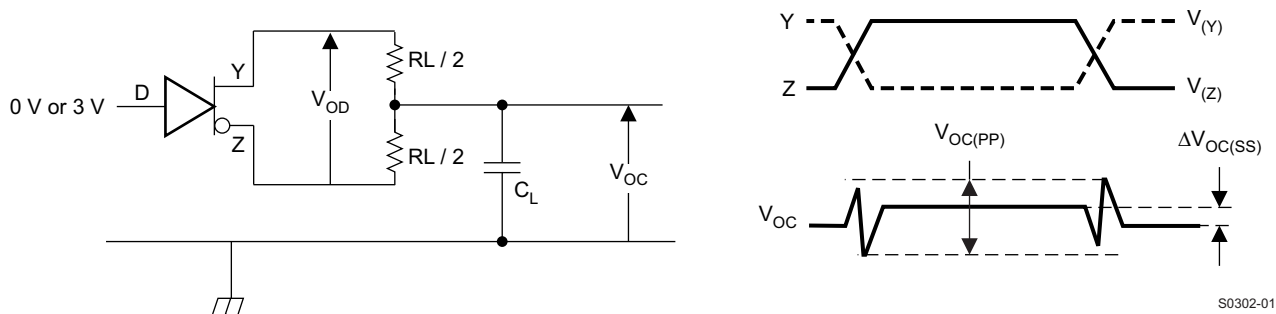 0 V or 3 V
D
Y
Z
V_OD
RL / 2
RL / 2
C_L
V_OC
Y
Z
V_(Y)
V_(Z)
V_OC(PP)
ΔV_OC(SS)
V_OC
S0302-01